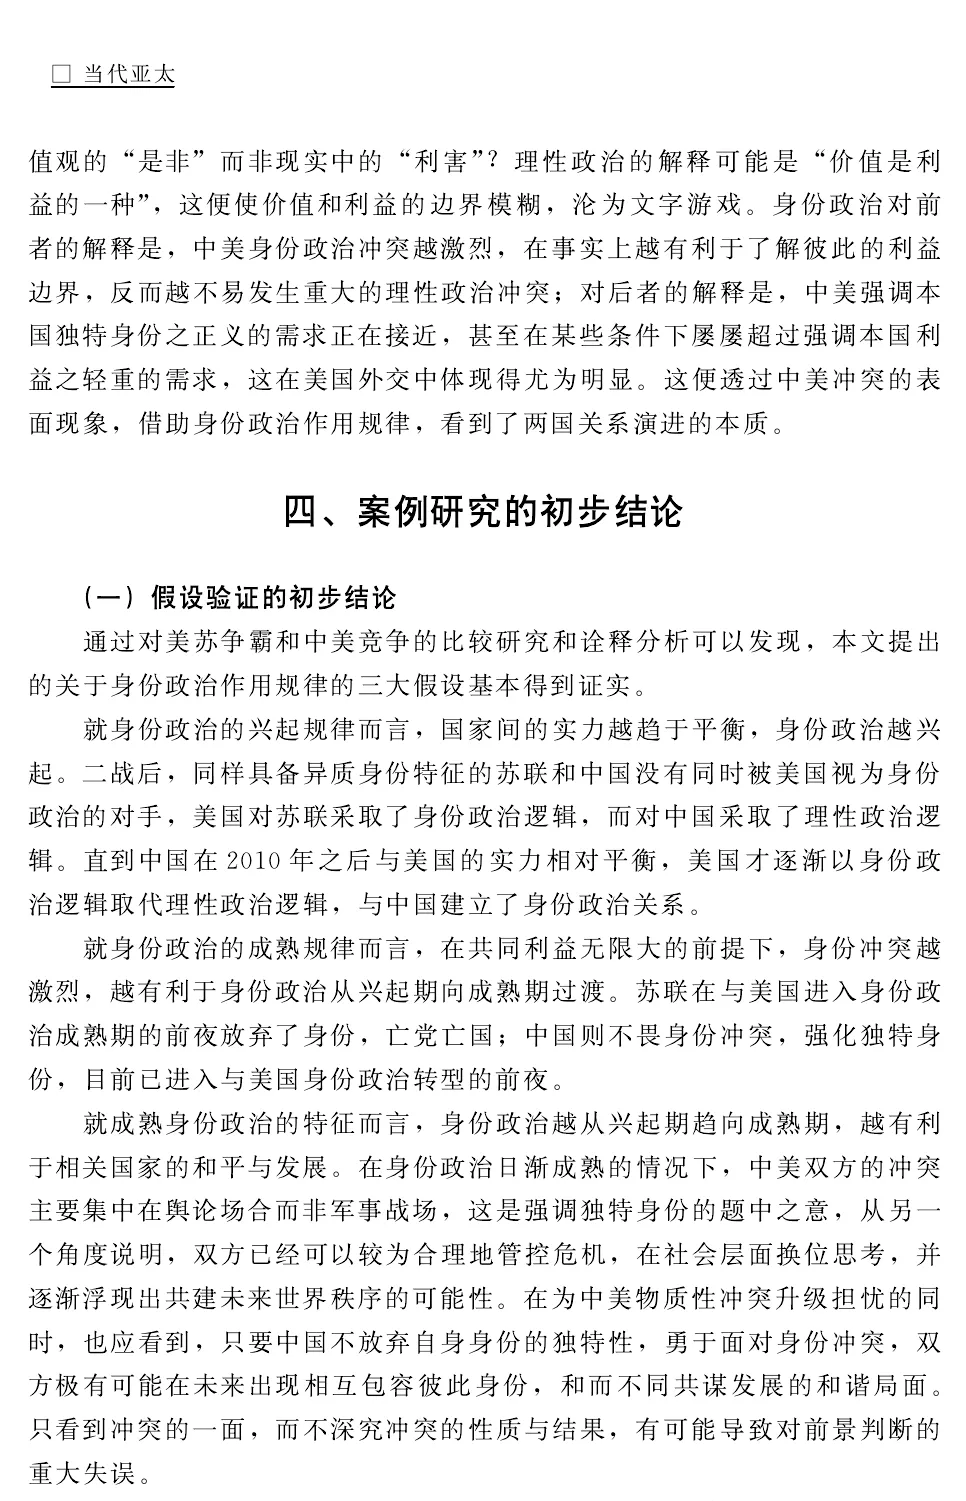 □ 当代亚太
值观的“是非”而非现实中的“利害”？理性政治的解释可能是“价值是利
益的一种”，这便使价值和利益的边界模糊，沦为文字游戏。身份政治对前
者的解释是，中美身份政治冲突越激烈，在事实上越有利于了解彼此的利益
边界，反而越不易发生重大的理性政治冲突；对后者的解释是，中美强调本
国独特身份之正义的需求正在接近，甚至在某些条件下屡屡超过强调本国利
益之轻重的需求，这在美国外交中体现得尤为明显。这便透过中美冲突的表
面现象，借助身份政治作用规律，看到了两国关系演进的本质。
四、案例研究的初步结论
（一）假设验证的初步结论
通过对美苏争霸和中美竞争的比较研究和诠释分析可以发现，本文提出
的关于身份政治作用规律的三大假设基本得到证实。
就身份政治的兴起规律而言，国家间的实力越趋于平衡，身份政治越兴
起。二战后，同样具备异质身份特征的苏联和中国没有同时被美国视为身份
政治的对手，美国对苏联采取了身份政治逻辑，而对中国采取了理性政治逻
辑。直到中国在 2010 年之后与美国的实力相对平衡，美国才逐渐以身份政
治逻辑取代理性政治逻辑，与中国建立了身份政治关系。
就身份政治的成熟规律而言，在共同利益无限大的前提下，身份冲突越
激烈，越有利于身份政治从兴起期向成熟期过渡。苏联在与美国进入身份政
治成熟期的前夜放弃了身份，亡党亡国；中国则不畏身份冲突，强化独特身
份，目前已进入与美国身份政治转型的前夜。
就成熟身份政治的特征而言，身份政治越从兴起期趋向成熟期，越有利
于相关国家的和平与发展。在身份政治日渐成熟的情况下，中美双方的冲突
主要集中在舆论场合而非军事战场，这是强调独特身份的题中之意，从另一
个角度说明，双方已经可以较为合理地管控危机，在社会层面换位思考，并
逐渐浮现出共建未来世界秩序的可能性。在为中美物质性冲突升级担忧的同
时，也应看到，只要中国不放弃自身身份的独特性，勇于面对身份冲突，双
方极有可能在未来出现相互包容彼此身份，和而不同共谋发展的和谐局面。
只看到冲突的一面，而不深究冲突的性质与结果，有可能导致对前景判断的
重大失误。